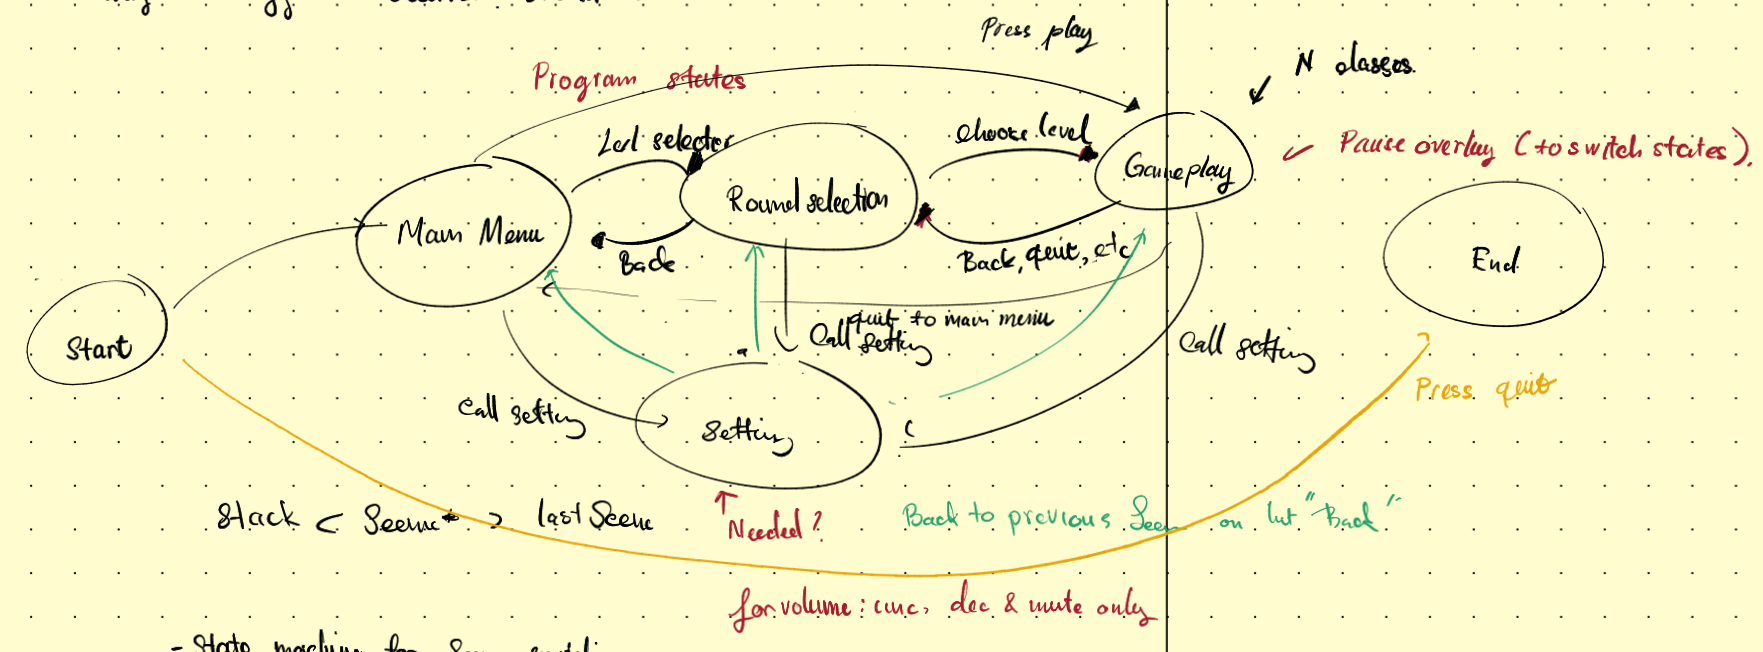 Press play
N classes.
Program states
Lvl selector
Choose level
Pause overlay (to switch states).
Gameplay
Round selection
Main Menu
Back
Back, quit, etc
End
quit to main menu
Start
Call setting
Call setting
Press quit
Call setting
Setting
Stack < Scene* > last Scene
Needed?
Back to previous Scen on hit "Back"
for volume: inc, dec & mute only
- State machine for